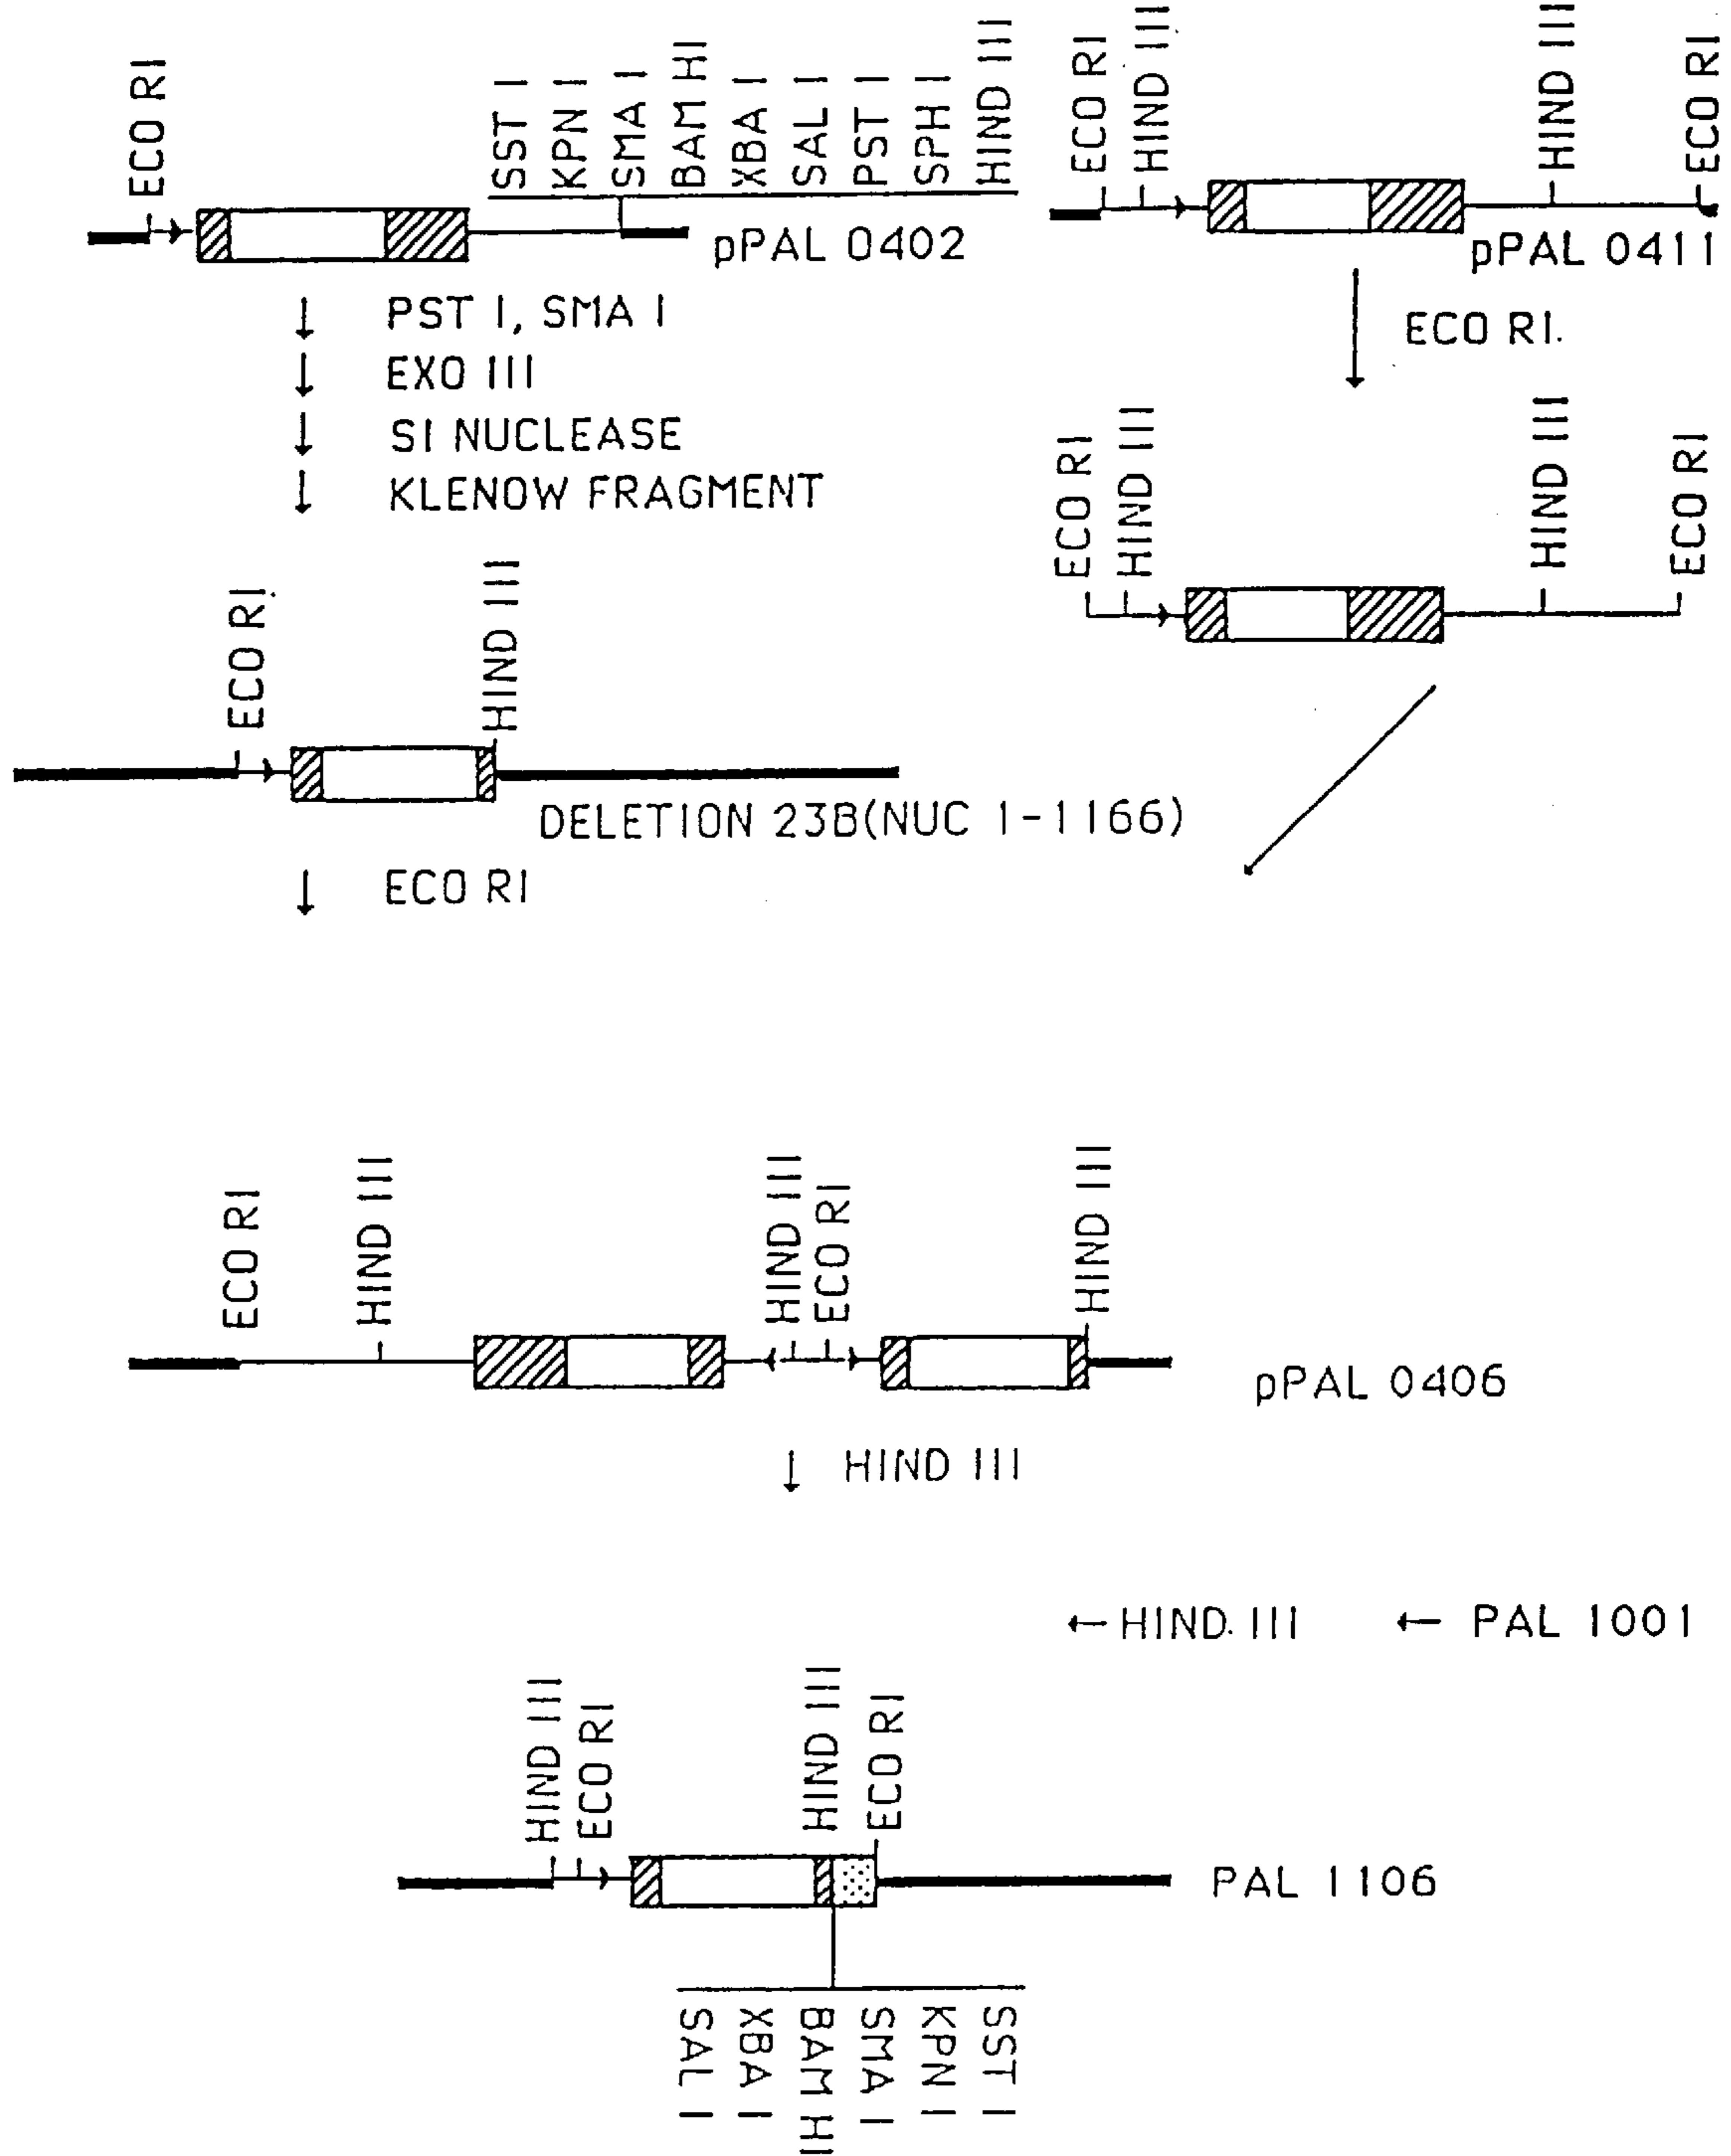 ECO RI
SST I
KPN I
SMA I
BAM HI
XBA I
SAL I
PST I
SPH I
HIND III
pPAL 0402
ECO RI
HIND III
HIND III
ECO RI
pPAL 0411
PST I, SMA I
EXO III
SI NUCLEASE
KLENOW FRAGMENT
ECO RI.
ECO RI
HIND III
HIND III
ECO RI
ECO RI.
HIND III
DELETION 23B(NUC 1-1166)
ECO RI
ECO RI
HIND III
HIND III
ECO RI
HIND III
pPAL 0406
HIND III
HIND. III
PAL 1001
HIND III
ECO RI
HIND III
ECO RI
PAL 1106
SAL I
XBA I
BAM HI
SMA I
KPN I
SST I